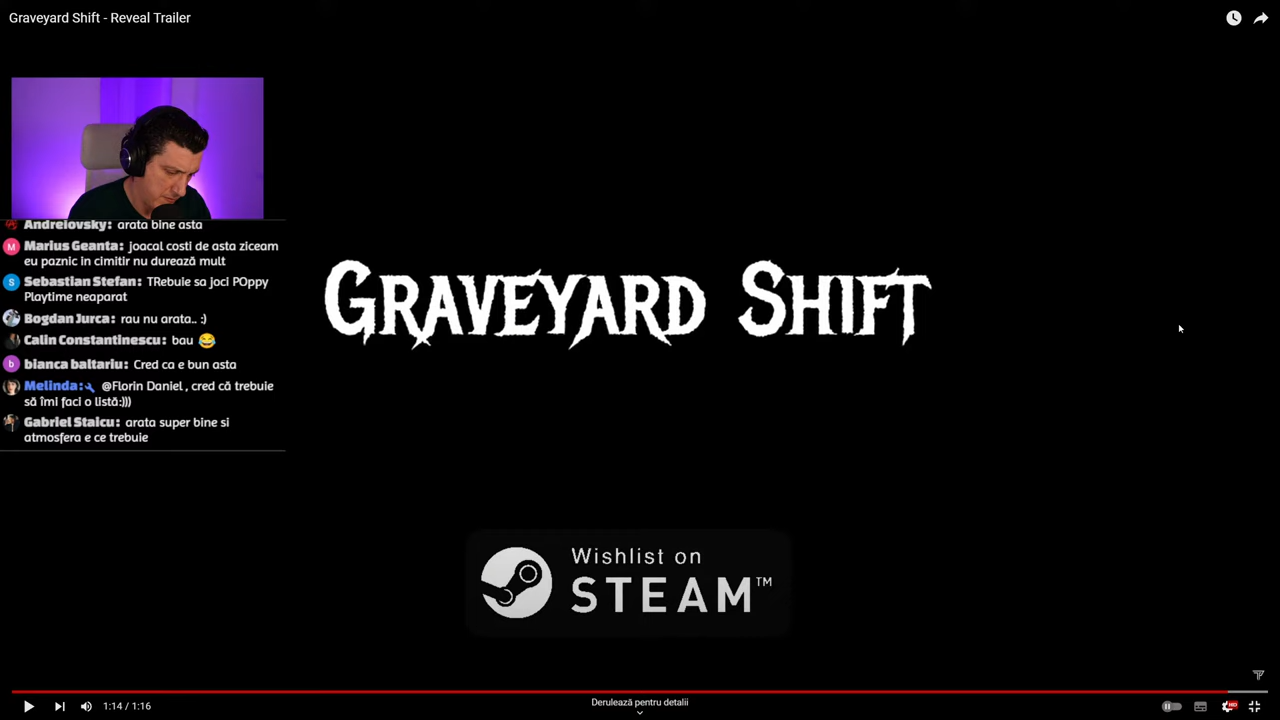 Graveyard Shift - Reveal Trailer
Andreiovsky: arata bine asta
Marius Geanta: joacal costi de asta ziceam
eu paznic in cimitir nu durează mult
Sebastian Stefan: TRebuie sa joci POppy
Playtime neaparat
Bogdan Jurca: rau nu arata.. :)
Calin Constantinescu: bau 😂
bianca baltariu: Cred ca e bun asta
Melinda: @Florin Daniel , cred că trebuie
să îmi faci o listă:)))
Gabriel Staicu: arata super bine si
atmosfera e ce trebuie
GRAVEYARD SHIFT
Wishlist on
STEAM™
1:14 / 1:16
Derulează pentru detalii
HD